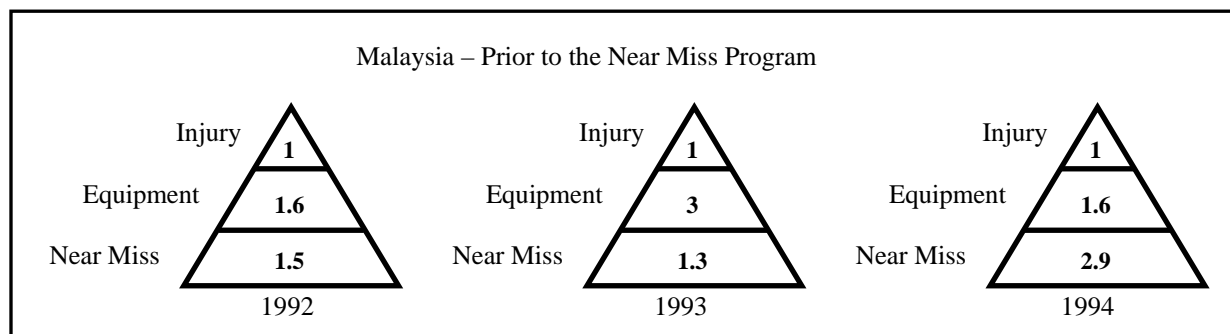 Malaysia – Prior to the Near Miss Program
Injury 1 Injury 1 Injury 1
Equipment 1.6 Equipment 3 Equipment 1.6
Near Miss 1.5 Near Miss 1.3 Near Miss 2.9
1992 1993 1994